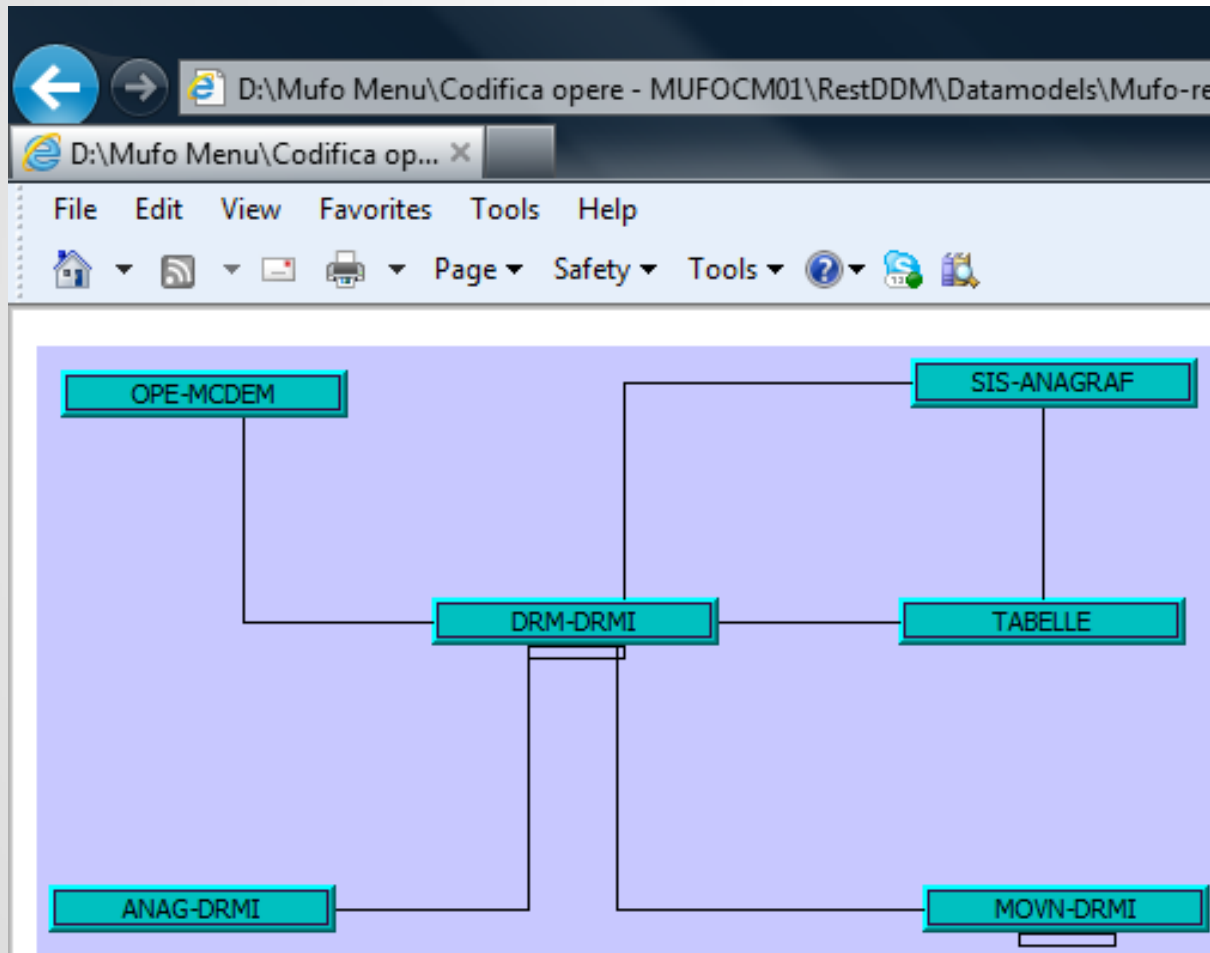 D:\Mufo Menu\Codifica opere - MUFOCM01\RestDDM\Datamodels\Mufo-re
D:\Mufo Menu\Codifica op...
File Edit View Favorites Tools Help
Page Safety Tools
OPE-MCDEM
SIS-ANAGRAF
DRM-DRMI
TABELLE
ANAG-DRMI
MOVN-DRMI